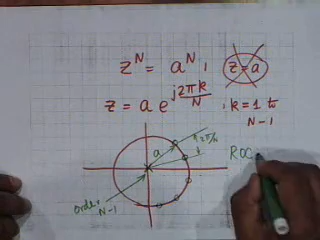 z^N = a^N, z = a
z = a e^{j2πk/N}, k = 1 to
N-1
a
2π/N
ROC
order
N-1